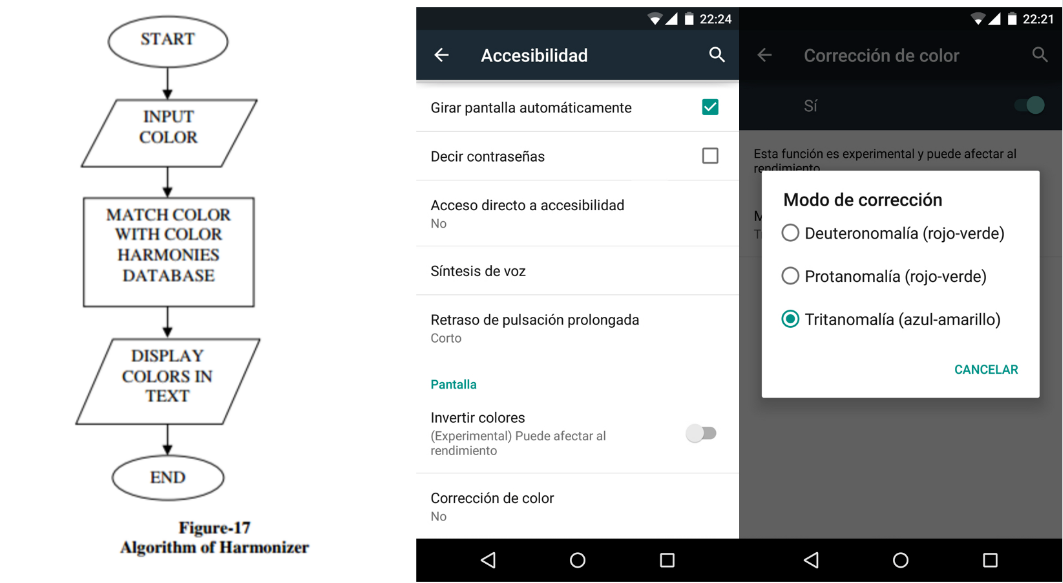 START
INPUT
COLOR
MATCH COLOR
WITH COLOR
HARMONIES
DATABASE
DISPLAY
COLORS IN
TEXT
END
Figure-17
Algorithm of Harmonizer
22:24
Accesibilidad
Girar pantalla automáticamente
Decir contraseñas
Acceso directo a accesibilidad
No
Síntesis de voz
Retraso de pulsación prolongada
Corto
Pantalla
Invertir colores
(Experimental) Puede afectar al
rendimiento
Corrección de color
No
22:21
Corrección de color
Sí
Esta función es experimental y puede afectar al
rendimiento
Modo de corrección
Deuteronomalía (rojo-verde)
Protanomalía (rojo-verde)
Tritanomalía (azul-amarillo)
CANCELAR